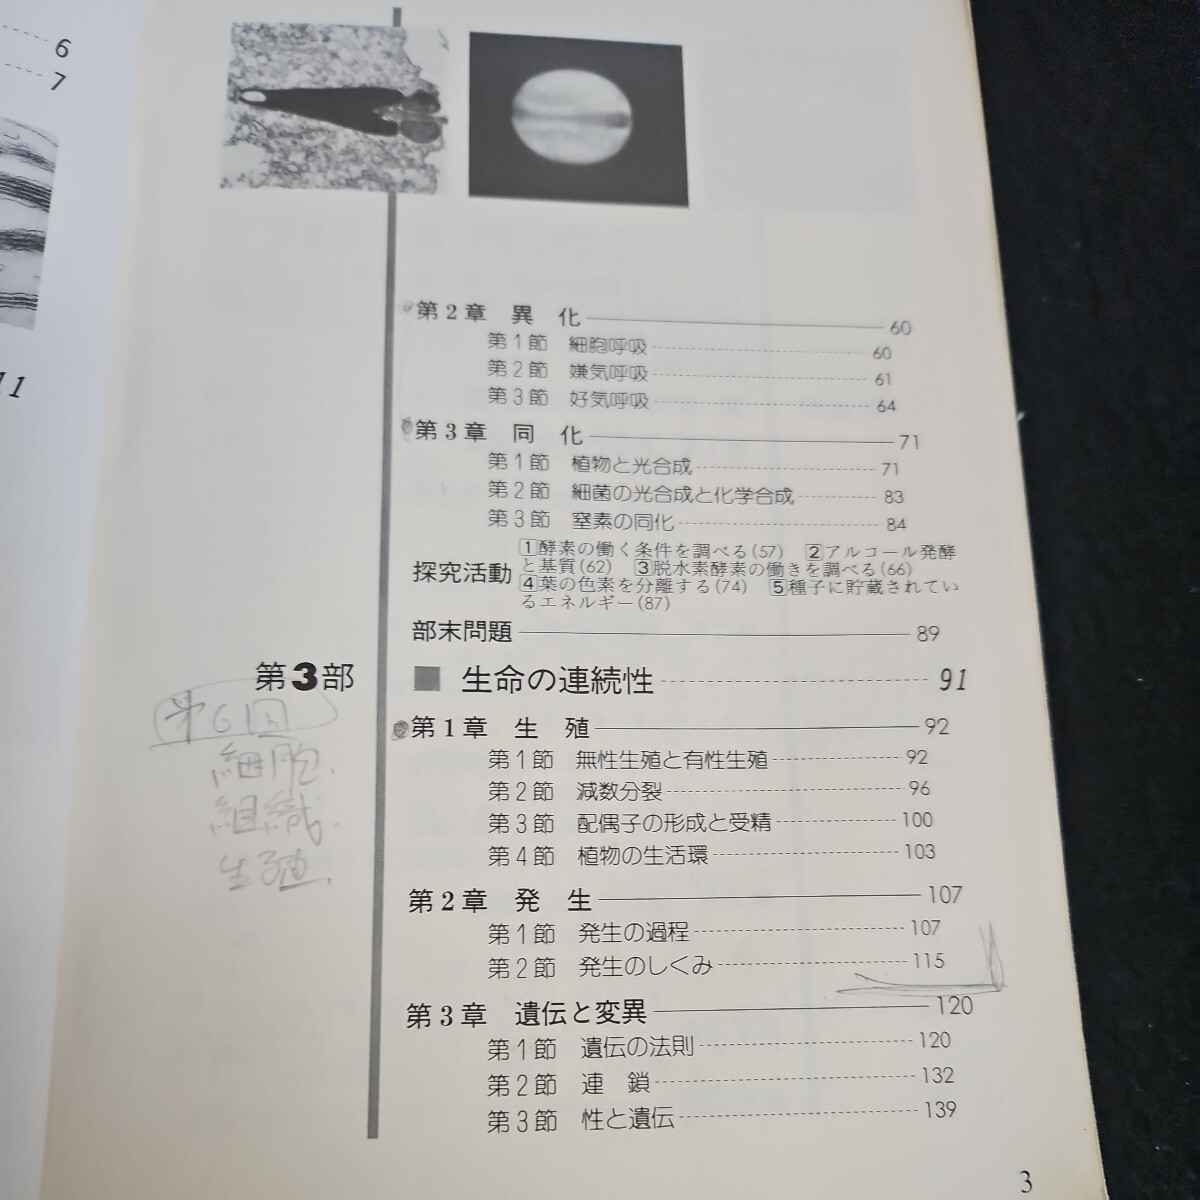 6
7
11
第2章 異 化 60
第1節 細胞呼吸 60
第2節 嫌気呼吸 61
第3節 好気呼吸 64
第3章 同 化 71
第1節 植物と光合成 71
第2節 細菌の光合成と化学合成 83
第3節 窒素の同化 84
探究活動 1酵素の働く条件を調べる(57) 2アルコール発酵
と基質(62) 3脱水素酵素の働きを調べる(66)
4葉の色素を分離する(74) 5種子に貯蔵されてい
るエネルギー(87)
部末問題 89
第3部 ■ 生命の連続性 91
第6回
細胞.
組織.
生殖.
第1章 生 殖 92
第1節 無性生殖と有性生殖 92
第2節 減数分裂 96
第3節 配偶子の形成と受精 100
第4節 植物の生活環 103
第2章 発 生 107
第1節 発生の過程 107
第2節 発生のしくみ 115
第3章 遺伝と変異 120
第1節 遺伝の法則 120
第2節 連 鎖 132
第3節 性と遺伝 139
3